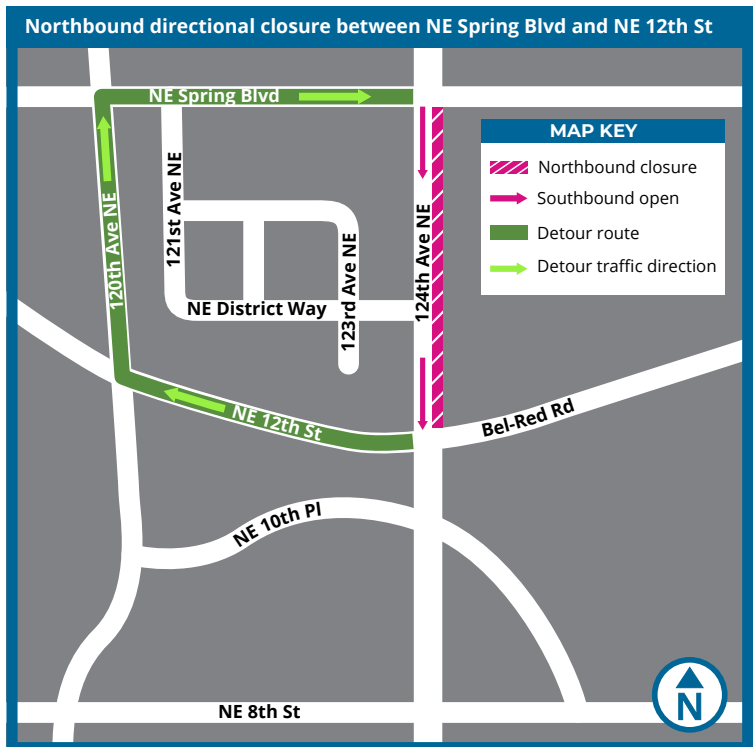 Northbound directional closure between NE Spring Blvd and NE 12th St
NE Spring Blvd
MAP KEY
Northbound closure
Southbound open
Detour route
Detour traffic direction
120th Ave NE
121st Ave NE
123rd Ave NE
124th Ave NE
NE District Way
NE 12th St
Bel-Red Rd
NE 10th Pl
NE 8th St
N